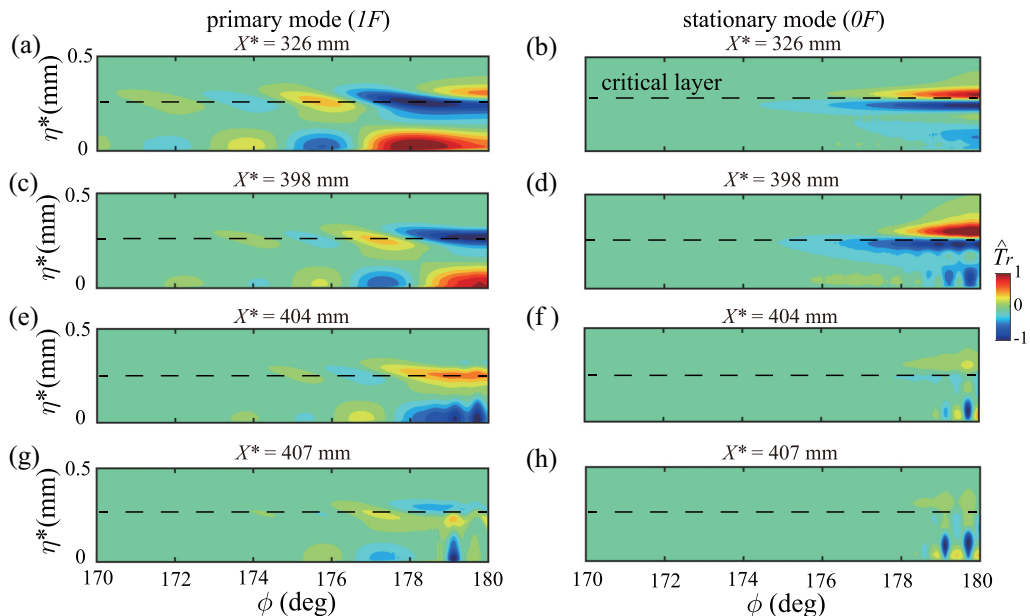 primary mode (1F)
stationary mode (0F)
(a)
X* = 326 mm
(b)
X* = 326 mm
0.5
η*(mm)
0
critical layer
(c)
X* = 398 mm
(d)
X* = 398 mm
0.5
η*(mm)
0
T̂r
1
0
-1
(e)
X* = 404 mm
(f)
X* = 404 mm
0.5
η*(mm)
0
(g)
X* = 407 mm
(h)
X* = 407 mm
0.5
η*(mm)
0
170 172 174 176 178 180
170 172 174 176 178 180
ϕ (deg)
ϕ (deg)